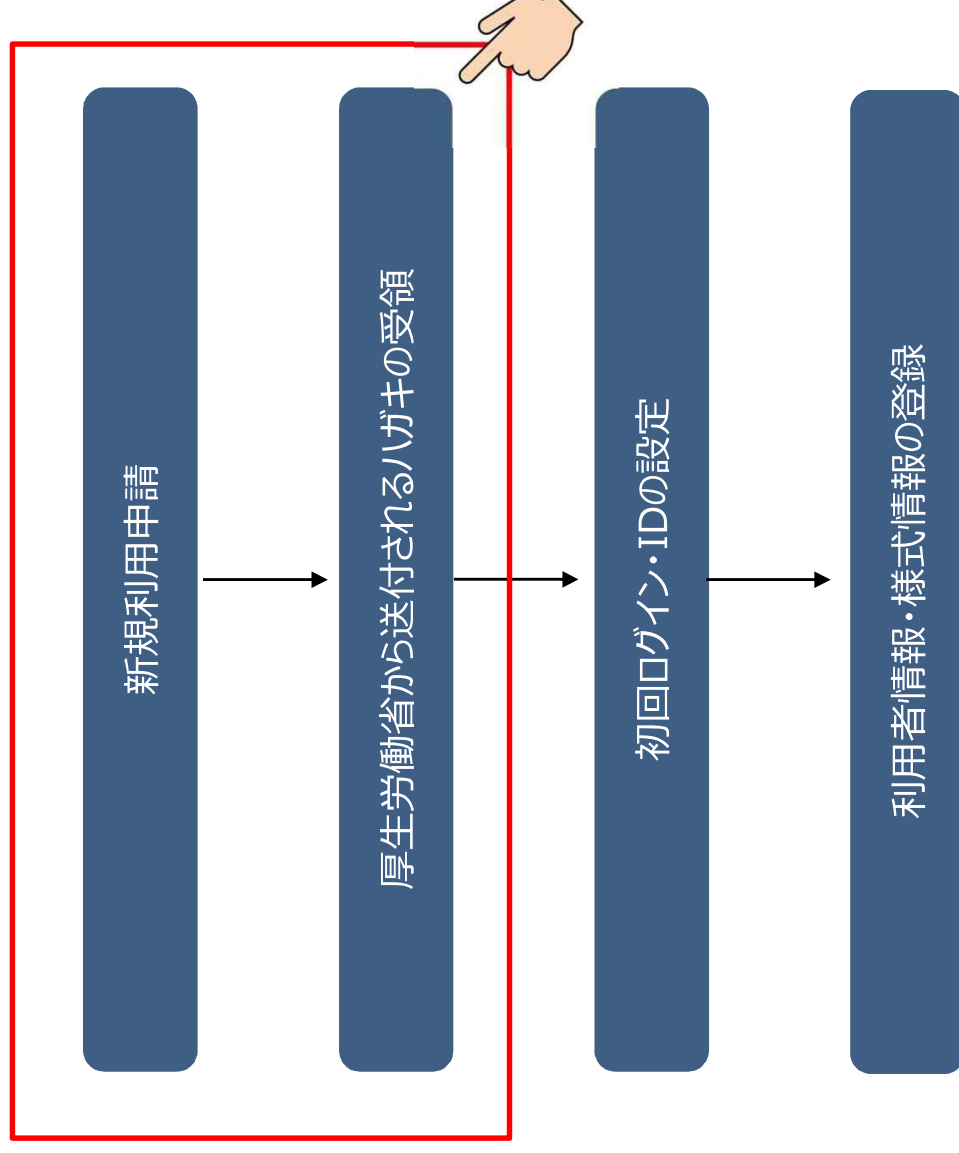 新規利用申請
厚生労働省から送付されるハガキの受領
初回ログイン・IDの設定
利用者情報・様式情報の登録